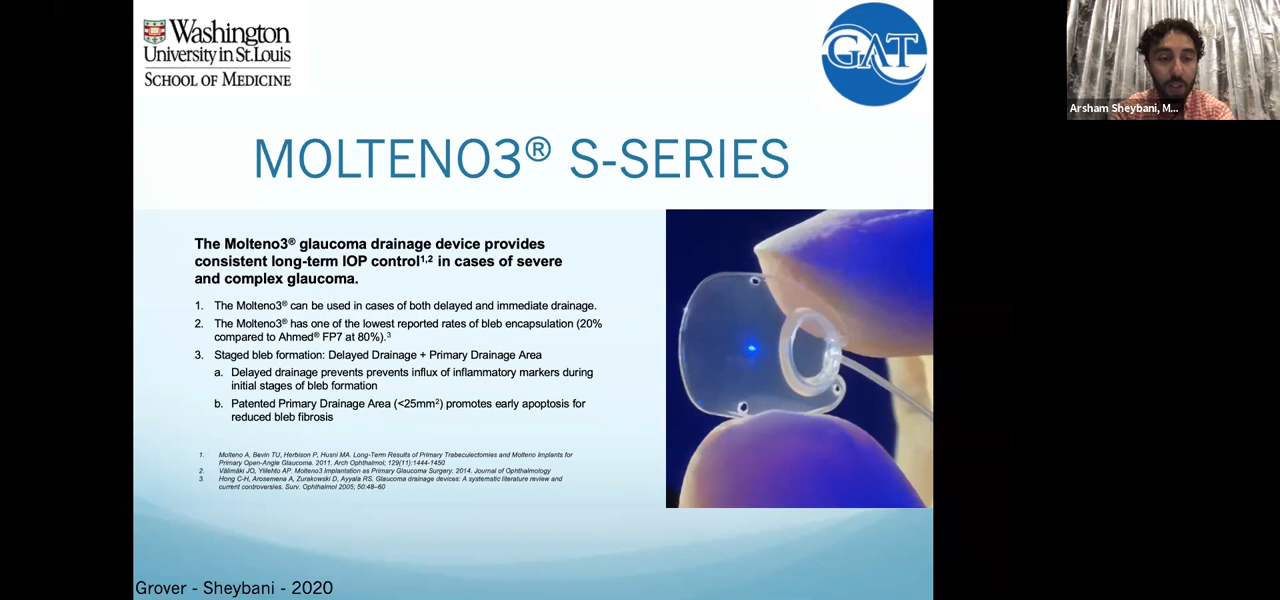 Washington
University in St. Louis
SCHOOL OF MEDICINE
GAT
Arsham Sheybani, M...
MOLTENO3® S-SERIES
The Molteno3® glaucoma drainage device provides
consistent long-term IOP control1,2 in cases of severe
and complex glaucoma.
1. The Molteno3® can be used in cases of both delayed and immediate drainage.
2. The Molteno3® has one of the lowest reported rates of bleb encapsulation (20%
compared to Ahmed® FP7 at 80%).3
3. Staged bleb formation: Delayed Drainage + Primary Drainage Area
a. Delayed drainage prevents prevents influx of inflammatory markers during
initial stages of bleb formation
b. Patented Primary Drainage Area (<25mm2) promotes early apoptosis for
reduced bleb fibrosis
1. Molteno A, Bevin TU, Herbison P, Husni MA. Long-Term Results of Primary Trabeculectomies and Molteno Implants for
Primary Open-Angle Glaucoma. 2011. Arch Ophthalmol; 129(11):1444-1450
2. Välimäki JO, Ylilehto AP. Molteno3 Implantation as Primary Glaucoma Surgery. 2014. Journal of Ophthalmology
3. Hong C-H, Arosemena A, Zurakowski D, Ayyala RS. Glaucoma drainage devices: A systematic literature review and
current controversies. Surv. Ophthalmol 2005; 50:48–60
Grover - Sheybani - 2020